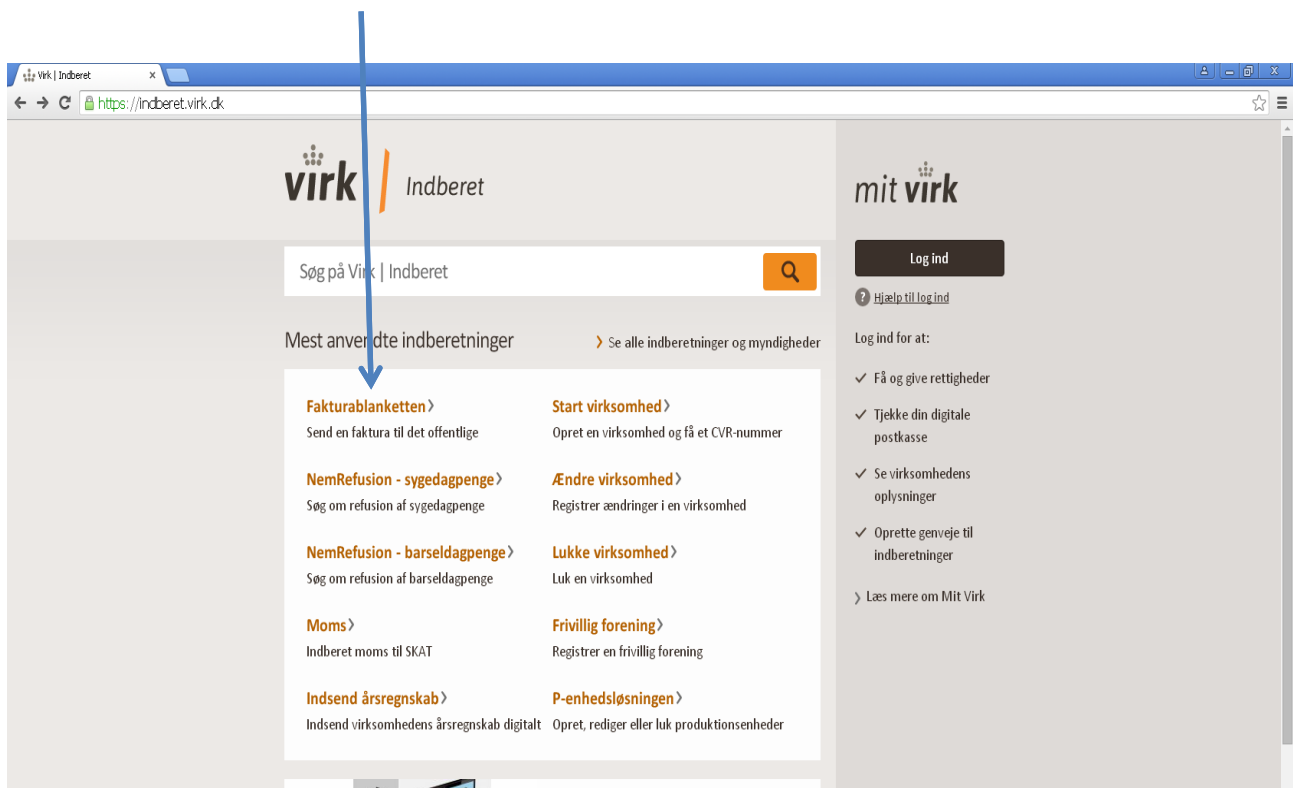 Virk | Indberet
https://indberet.virk.dk
virk
Indberet
Søg på Virk | Indberet
Mest anvendte indberetninger
Se alle indberetninger og myndigheder
Fakturablanketten
Send en faktura til det offentlige
NemRefusion - sygedagpenge
Søg om refusion af sygedagpenge
NemRefusion - barseldagpenge
Søg om refusion af barseldagpenge
Moms
Indberet moms til SKAT
Indsend årsregnskab
Indsend virksomhedens årsregnskab digitalt
Start virksomhed
Opret en virksomhed og få et CVR-nummer
Ændre virksomhed
Registrer ændringer i en virksomhed
Lukke virksomhed
Luk en virksomhed
Frivillig forening
Registrer en frivillig forening
P-enhedsløsningen
Opret, rediger eller luk produktionsenheder
mit virk
Log ind
? Hjælp til log ind
Log ind for at:
Få og give rettigheder
Tjekke din digitale
postkasse
Se virksomhedens
oplysninger
Oprette genveje til
indberetninger
Læs mere om Mit Virk